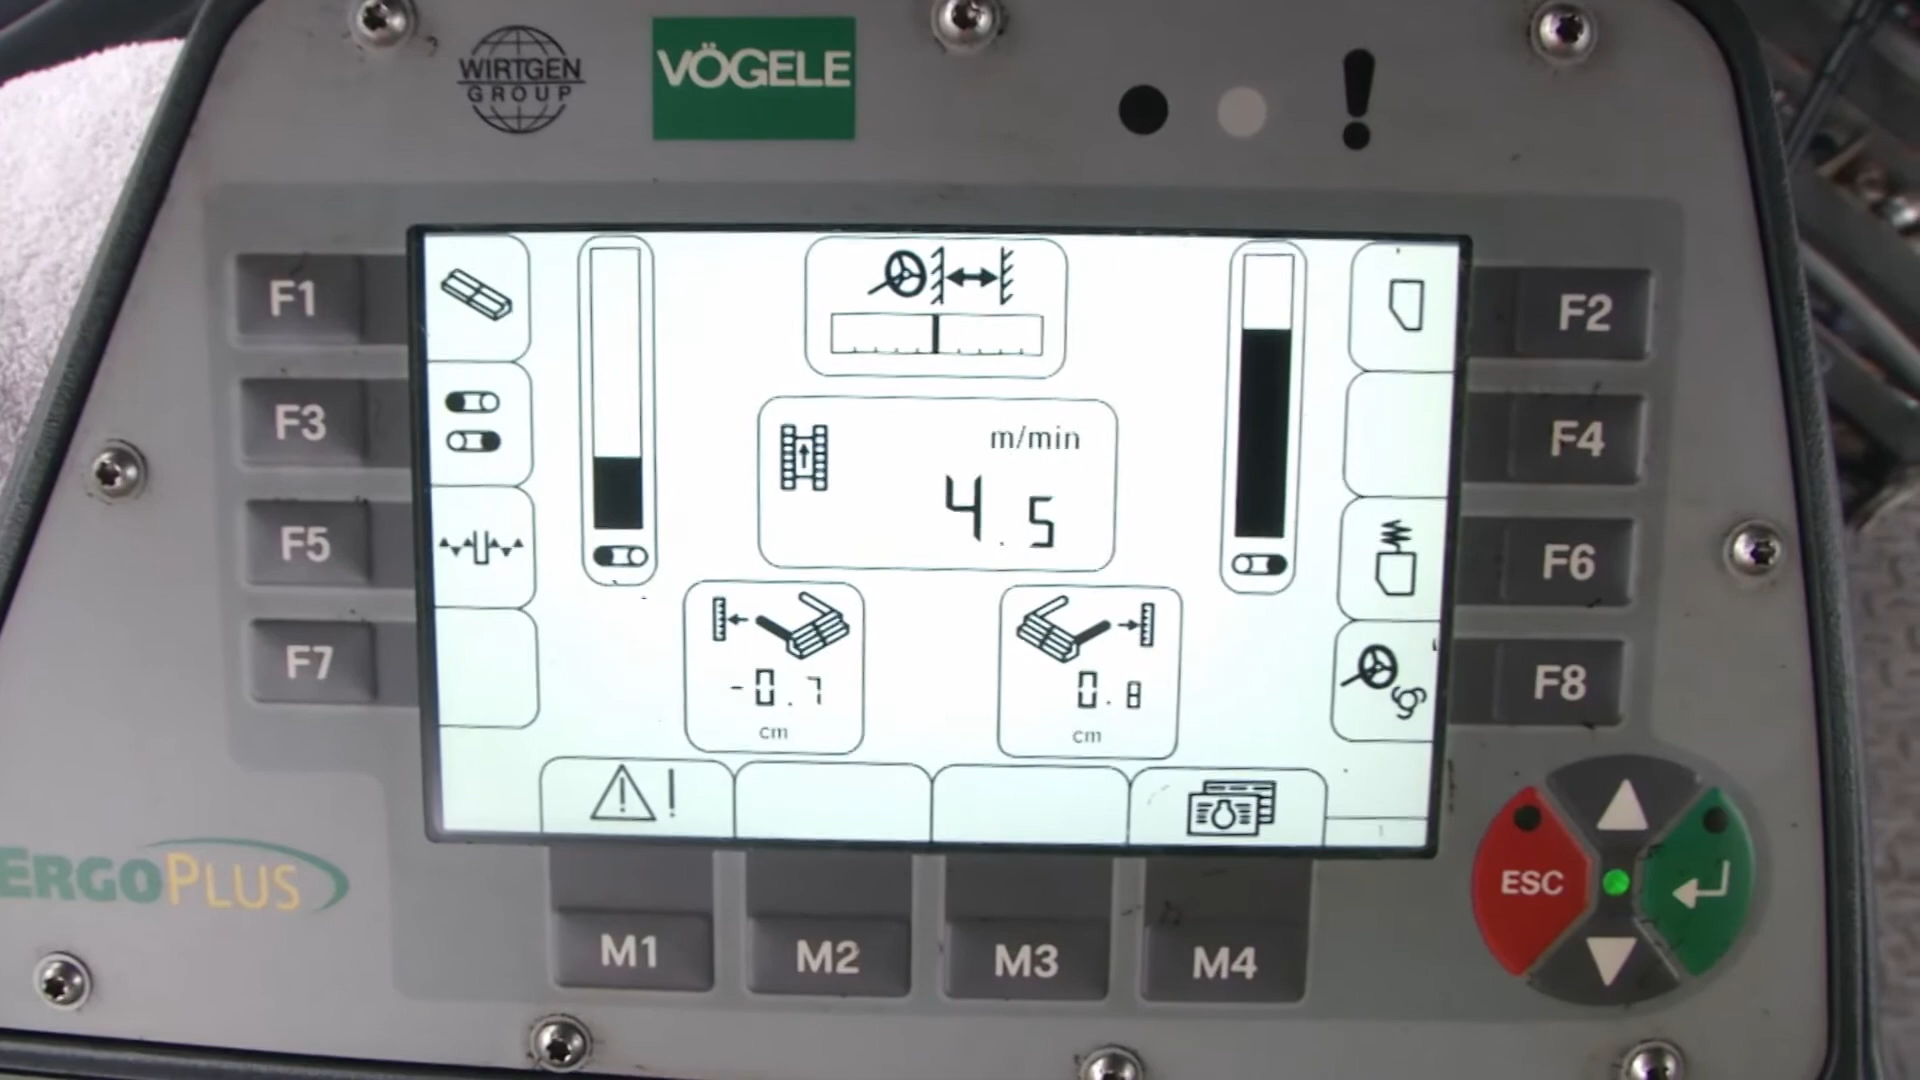 WIRTGEN
GROUP
VÖGELE
F1
F2
F3
F4
F5
F6
F7
F8
m/min
4.5
-0.7
cm
0.8
cm
ERGOPLUS
ESC
M1
M2
M3
M4